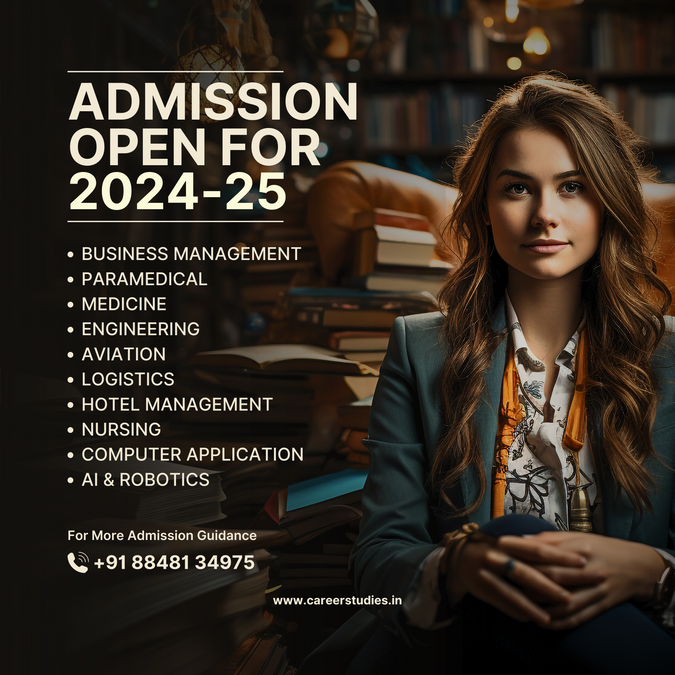 ADMISSION
OPEN FOR
2024-25
• BUSINESS MANAGEMENT
• PARAMEDICAL
• MEDICINE
• ENGINEERING
• AVIATION
• LOGISTICS
• HOTEL MANAGEMENT
• NURSING
• COMPUTER APPLICATION
• AI & ROBOTICS
For More Admission Guidance
+91 88481 34975
www.careerstudies.in